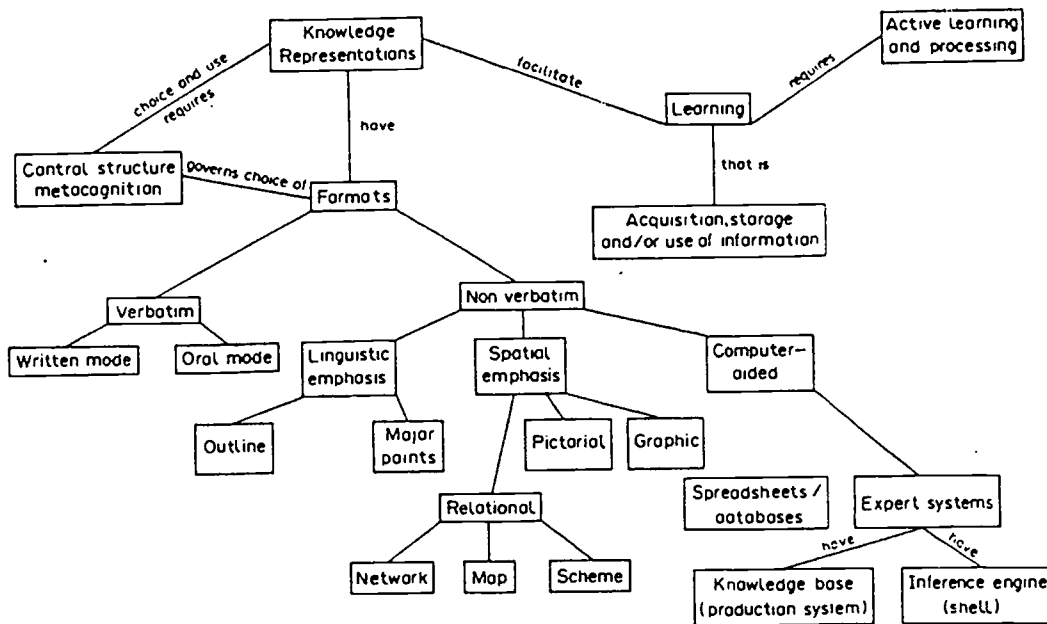 Knowledge
Representations
Active learning
and processing
choice and use
requires
facilitate
requires
Learning
have
that is
Control structure
metacognition
governs choice of
Formats
Acquisition, storage
and/or use of information
Verbatim
Non verbatim
Written mode
Oral mode
Linguistic
emphasis
Spatial
emphasis
Computer-
aided
Outline
Major
points
Pictorial
Graphic
Spreadsheets/
databases
Expert systems
Relational
have
have
Network
Map
Scheme
Knowledge base
(production system)
Inference engine
(shell)